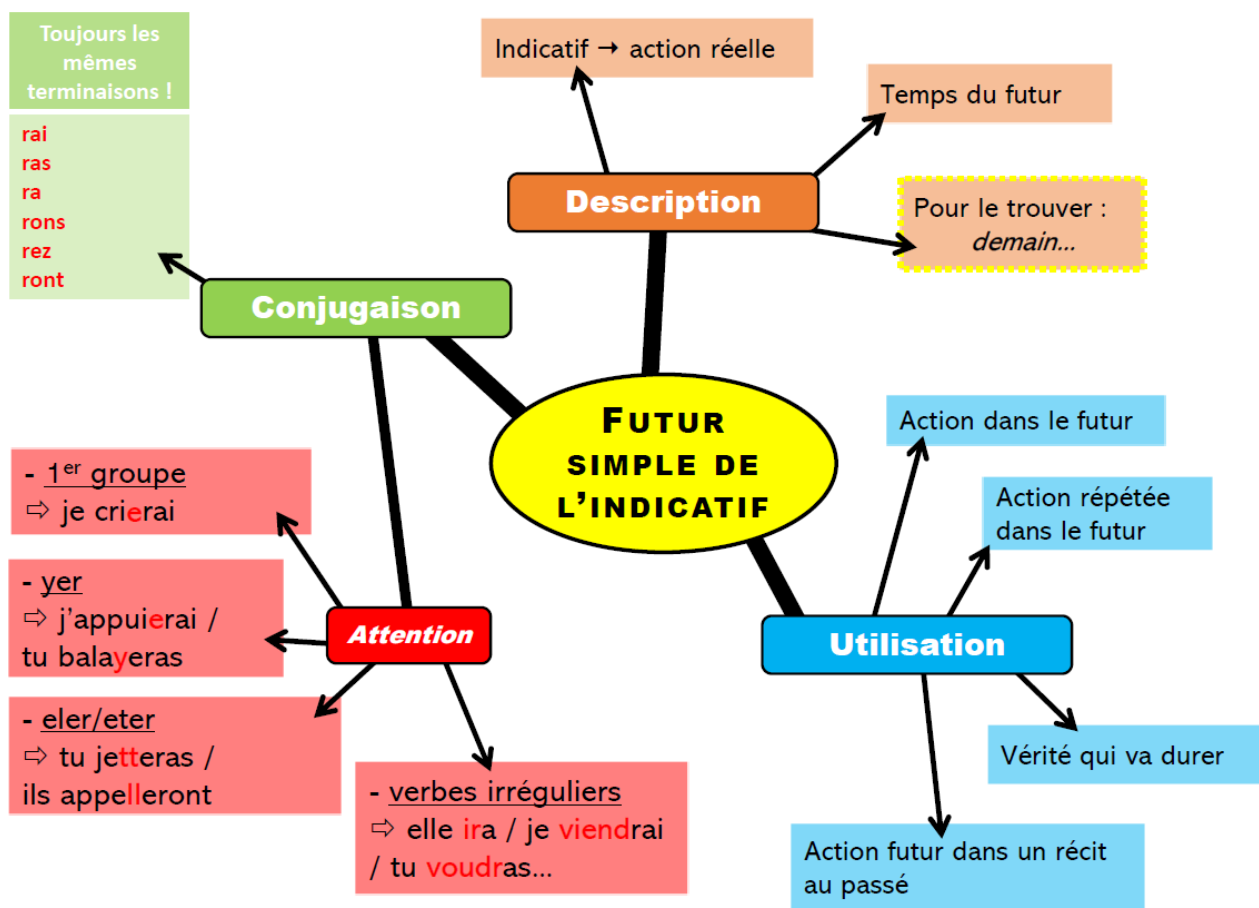 FUTUR
SIMPLE DE
L'INDICATIF
Description
Indicatif → action réelle
Temps du futur
Pour le trouver :
demain...
Conjugaison
Toujours les
mêmes
terminaisons !
rai
ras
ra
rons
rez
ront
Attention
- 1er groupe
⇨ je crierai
- yer
⇨ j'appuierai /
tu balayeras
- eler/eter
⇨ tu jetteras /
ils appelleront
- verbes irréguliers
⇨ elle ira / je viendrai
/ tu voudras...
Utilisation
Action dans le futur
Action répétée
dans le futur
Vérité qui va durer
Action futur dans un récit
au passé